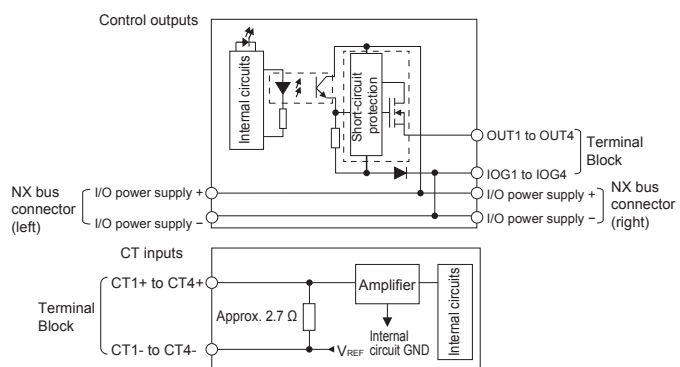 Control outputs
Internal circuits
Short-circuit
protection
OUT1 to OUT4
Terminal
Block
IOG1 to IOG4
NX bus
connector
(left)
I/O power supply +
I/O power supply −
I/O power supply +
I/O power supply −
NX bus
connector
(right)
CT inputs
Terminal
Block
CT1+ to CT4+
CT1- to CT4-
Approx. 2.7 Ω
Amplifier
Internal
circuit GND
VREF
Internal circuits